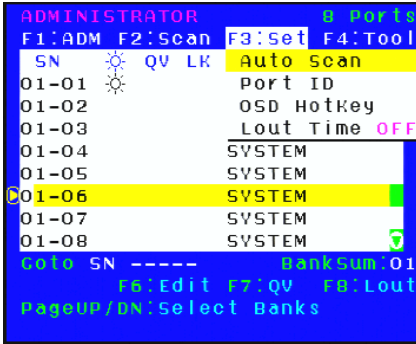 ADMINISTRATOR 8 Ports
F1:ADM F2:Scan F3:Set F4:Tool
SN QV LK Auto Scan
01-01 Port ID
01-02 OSD HotKey
01-03 Lout Time OFF
01-04 SYSTEM
01-05 SYSTEM
01-06
01-07 SYSTEM
01-08 SYSTEM
Goto SN ----- BankSum:01
F6:Edit F7:QV F8:Lout
PageUP/DN:Select Banks